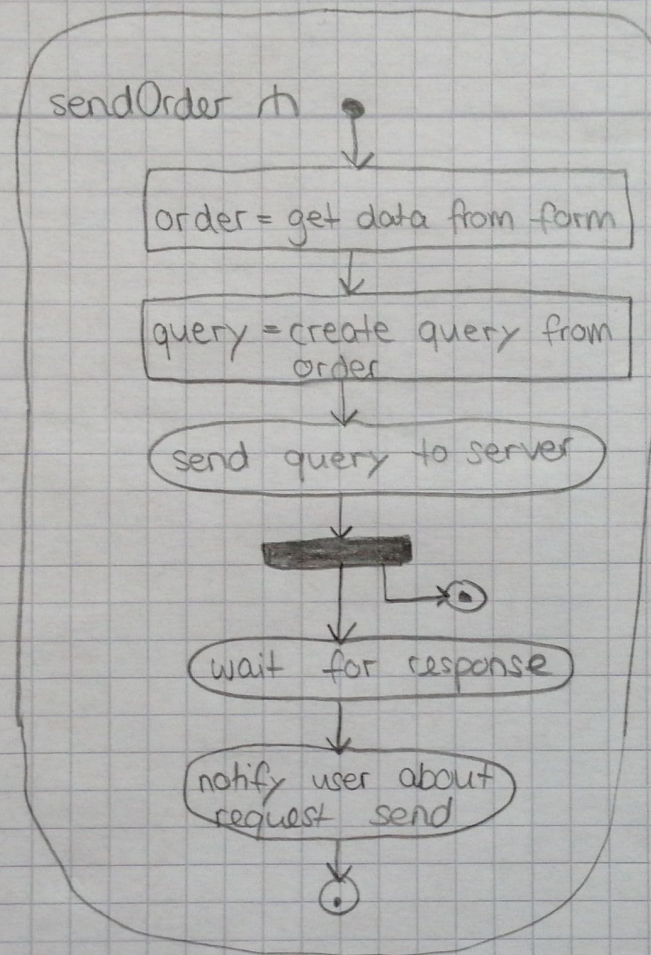 sendOrder
order = get data from form
query = create query from
order
send query to server
wait for response
notify user about
request send